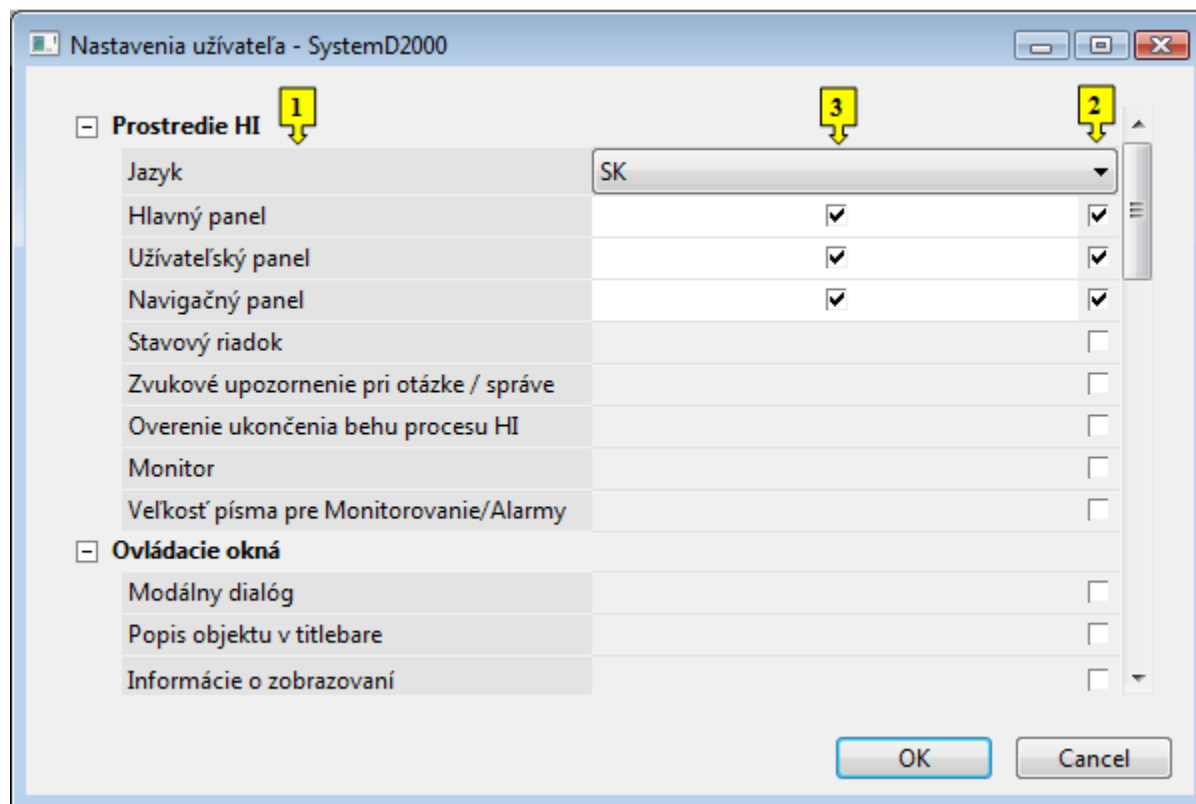 Nastavenia užívateľa - SystemD2000
1 3 2
Prostredie HI
Jazyk SK
Hlavný panel
Užívateľský panel
Navigačný panel
Stavový riadok
Zvukové upozornenie pri otázke / správe
Overenie ukončenia behu procesu HI
Monitor
Veľkosť písma pre Monitorovanie/Alarmy
Ovládacie okná
Modálny dialóg
Popis objektu v titlebare
Informácie o zobrazovaní
OK Cancel